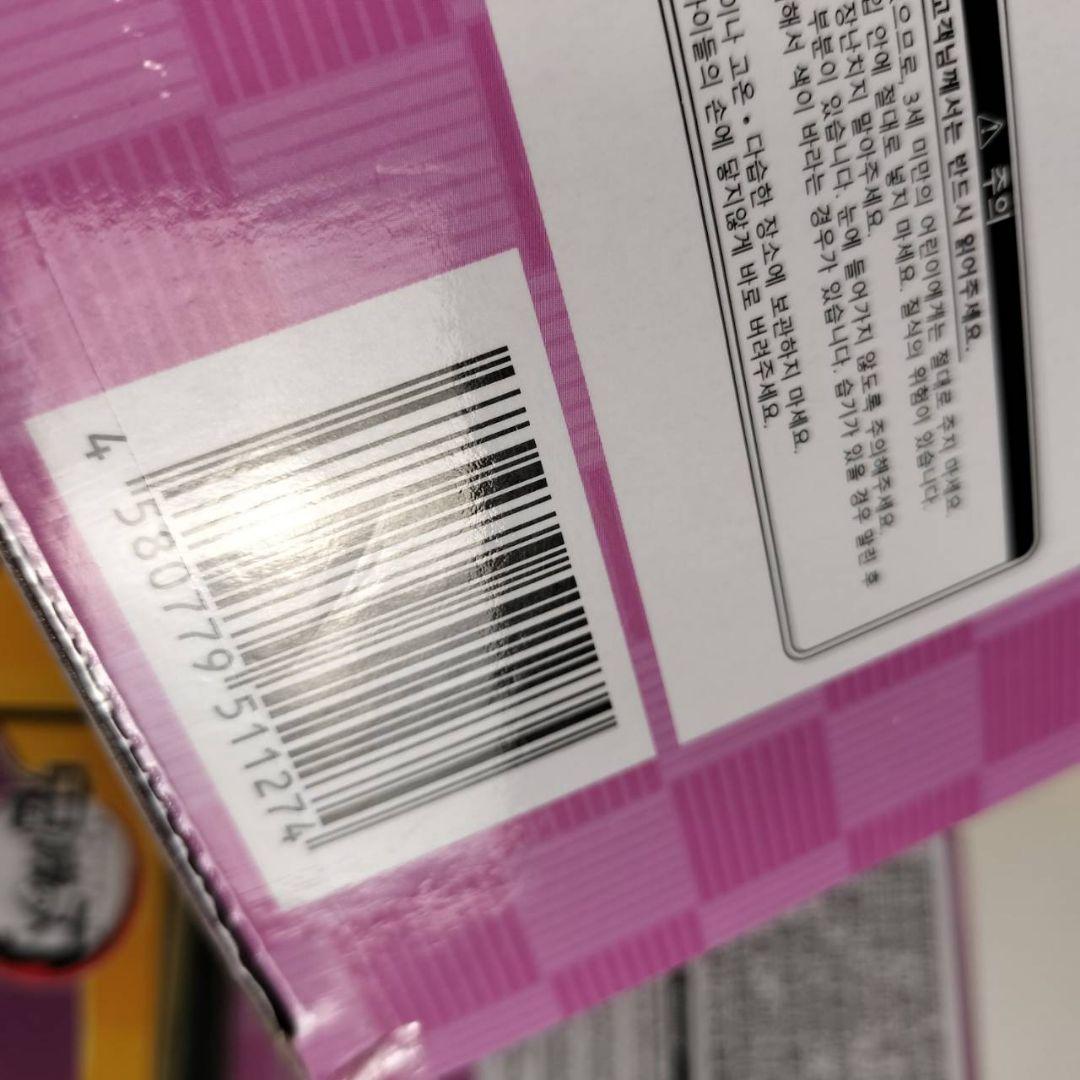 ⚠ 주의
고객님께서는 반드시 읽어주세요.
으므로, 3세 미만의 어린이에게는 절대로 주지 마세요
입 안에 절대로 넣지 마세요. 질식의 위험이 있습니다.
장난치지 말아주세요.
부분이 있습니다. 눈에 들어가지 않도록 주의해주세요.
해서 색이 바라는 경우가 있습니다. 습기가 있을 경우 말린 후
이나 고온・다습한 장소에 보관하지 마세요.
아이들의 손에 닿지않게 바로 버려주세요.
4 580779 511274